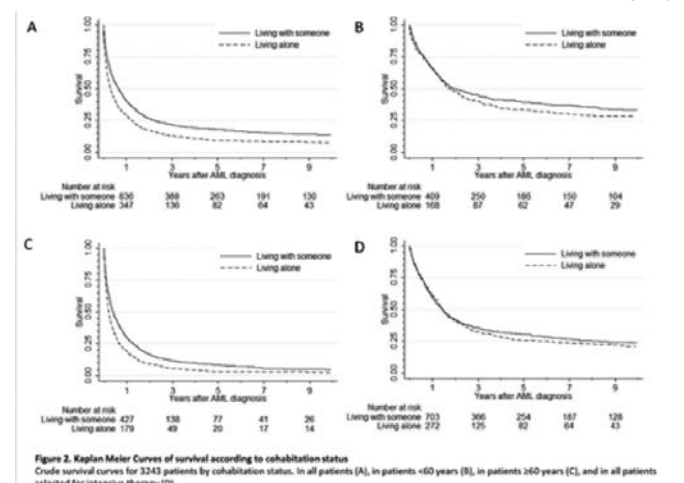 A
1.00
0.75
0.50
0.25
0.00
Survival
Living with someone
Living alone
1 3 5 7 9
Years after AML diagnosis
Number at risk
Living with someone 836 388 263 191 130
Living alone 347 136 82 64 43
B
1.00
0.75
0.50
0.25
0.00
Survival
Living with someone
Living alone
1 3 5 7 9
Years after AML diagnosis
Number at risk
Living with someone 409 250 186 150 104
Living alone 168 87 62 47 29
C
1.00
0.75
0.50
0.25
0.00
Survival
Living with someone
Living alone
1 3 5 7 9
Years after AML diagnosis
Number at risk
Living with someone 427 138 77 41 26
Living alone 179 49 20 17 14
D
1.00
0.75
0.50
0.25
0.00
Survival
Living with someone
Living alone
1 3 5 7 9
Years after AML diagnosis
Number at risk
Living with someone 703 366 254 187 128
Living alone 272 125 82 64 43
Figure 2. Kaplan Meier Curves of survival according to cohabitation status
Crude survival curves for 3243 patients by cohabitation status. In all patients (A), in patients <60 years (B), in patients ≥60 years (C), and in all patients
selected for intensive therapy (D)